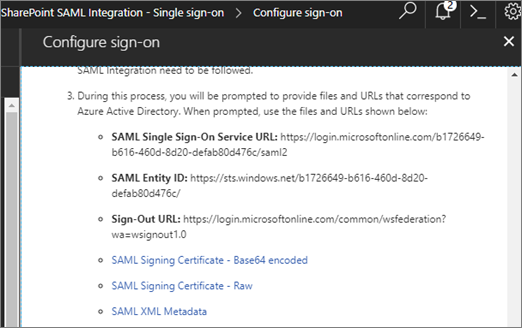 SharePoint SAML Integration - Single sign-on > Configure sign-on
2
Configure sign-on
SAML Integration need to be followed.
3. During this process, you will be prompted to provide files and URLs that correspond to
Azure Active Directory. When prompted, use the files and URLs shown below:
SAML Single Sign-On Service URL: https://login.microsoftonline.com/b1726649-
b616-460d-8d20-defab80d476c/saml2
SAML Entity ID: https://sts.windows.net/b1726649-b616-460d-8d20-
defab80d476c/
Sign-Out URL: https://login.microsoftonline.com/common/wsfederation?
wa=wsignout1.0
SAML Signing Certificate - Base64 encoded
SAML Signing Certificate - Raw
SAML XML Metadata